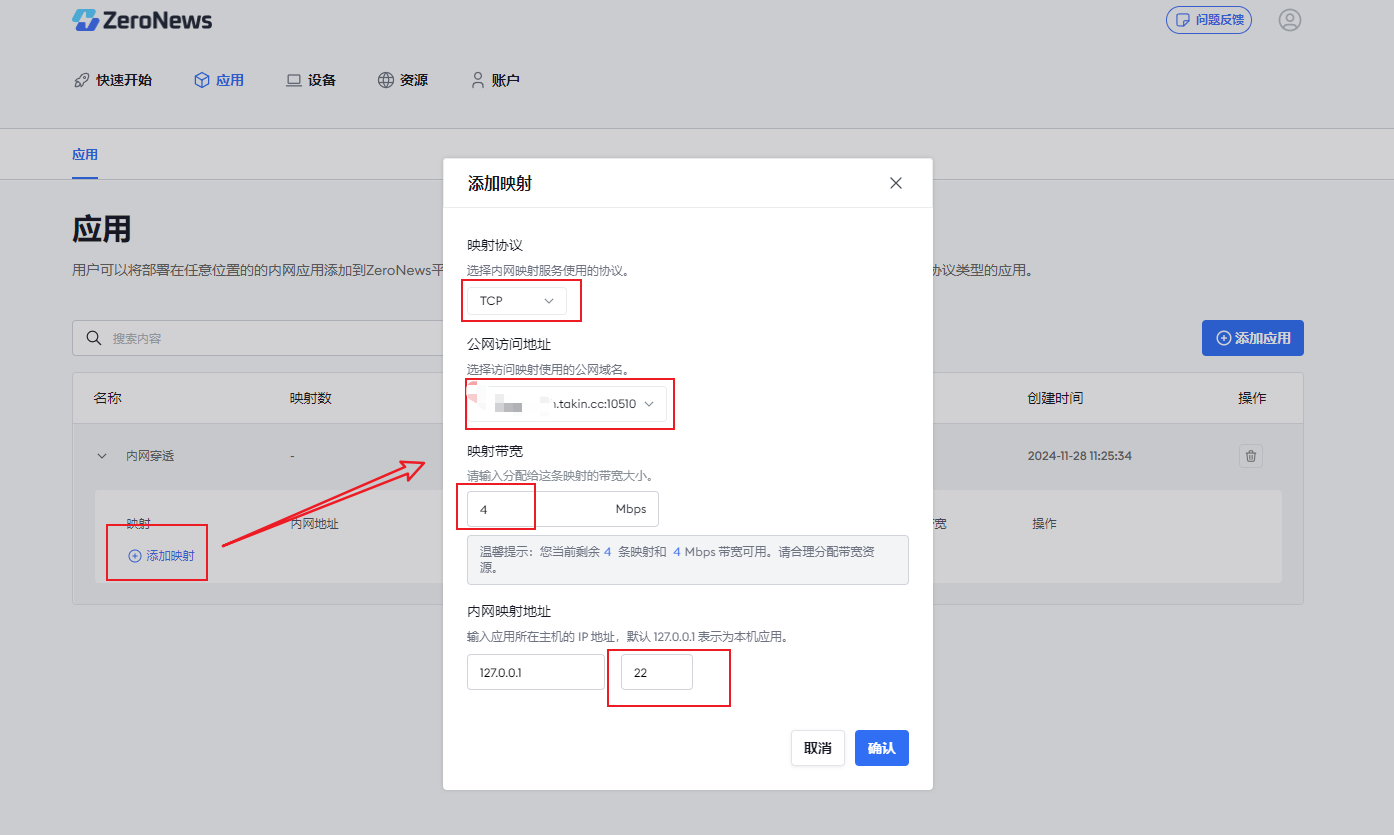 ZeroNews
问题反馈
快速开始 应用 设备 资源 账户
应用
应用
用户可以将部署在任意位置的的内网应用添加到ZeroNews平
协议类型的应用。
搜索内容
添加应用
名称 映射数 创建时间 操作
内网穿透 - 2024-11-28 11:25:34
映射 内网地址 带宽 操作
添加映射
添加映射
映射协议
选择内网映射服务使用的协议。
TCP
公网访问地址
选择访问映射使用的公网域名。
.takin.cc:10510
映射带宽
请输入分配给这条映射的带宽大小。
4 Mbps
温馨提示：您当前剩余 4 条映射和 4 Mbps 带宽可用。请合理分配带宽资
源。
内网映射地址
输入应用所在主机的 IP 地址，默认 127.0.0.1 表示为本机应用。
127.0.0.1 22
取消 确认